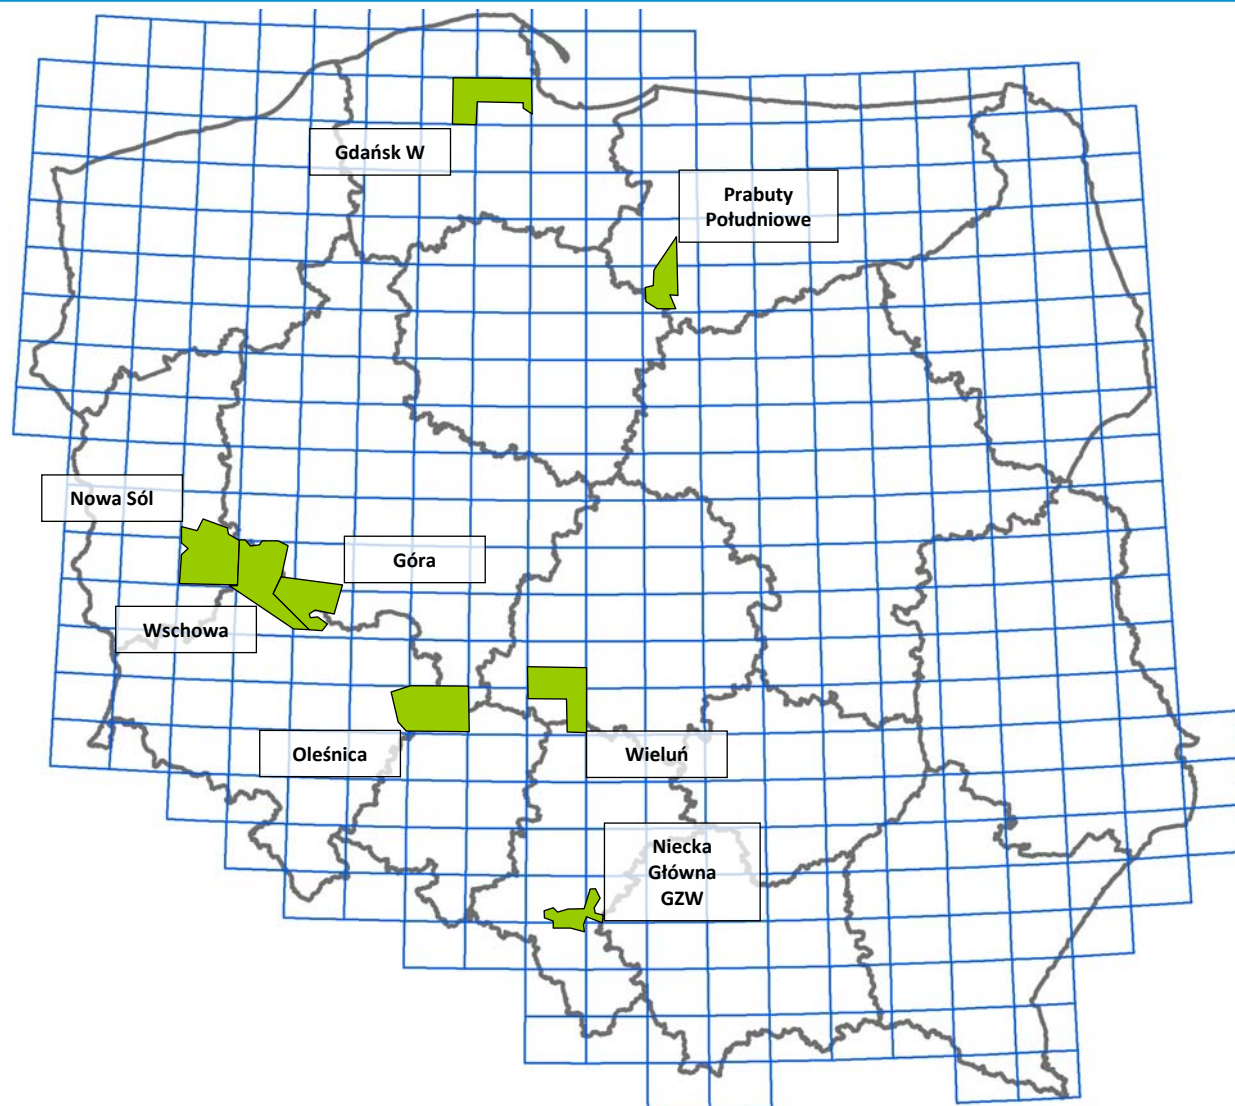 Gdańsk W
Prabuty
Południowe
Nowa Sól
Góra
Wschowa
Oleśnica
Wieluń
Niecka
Główna
GZW